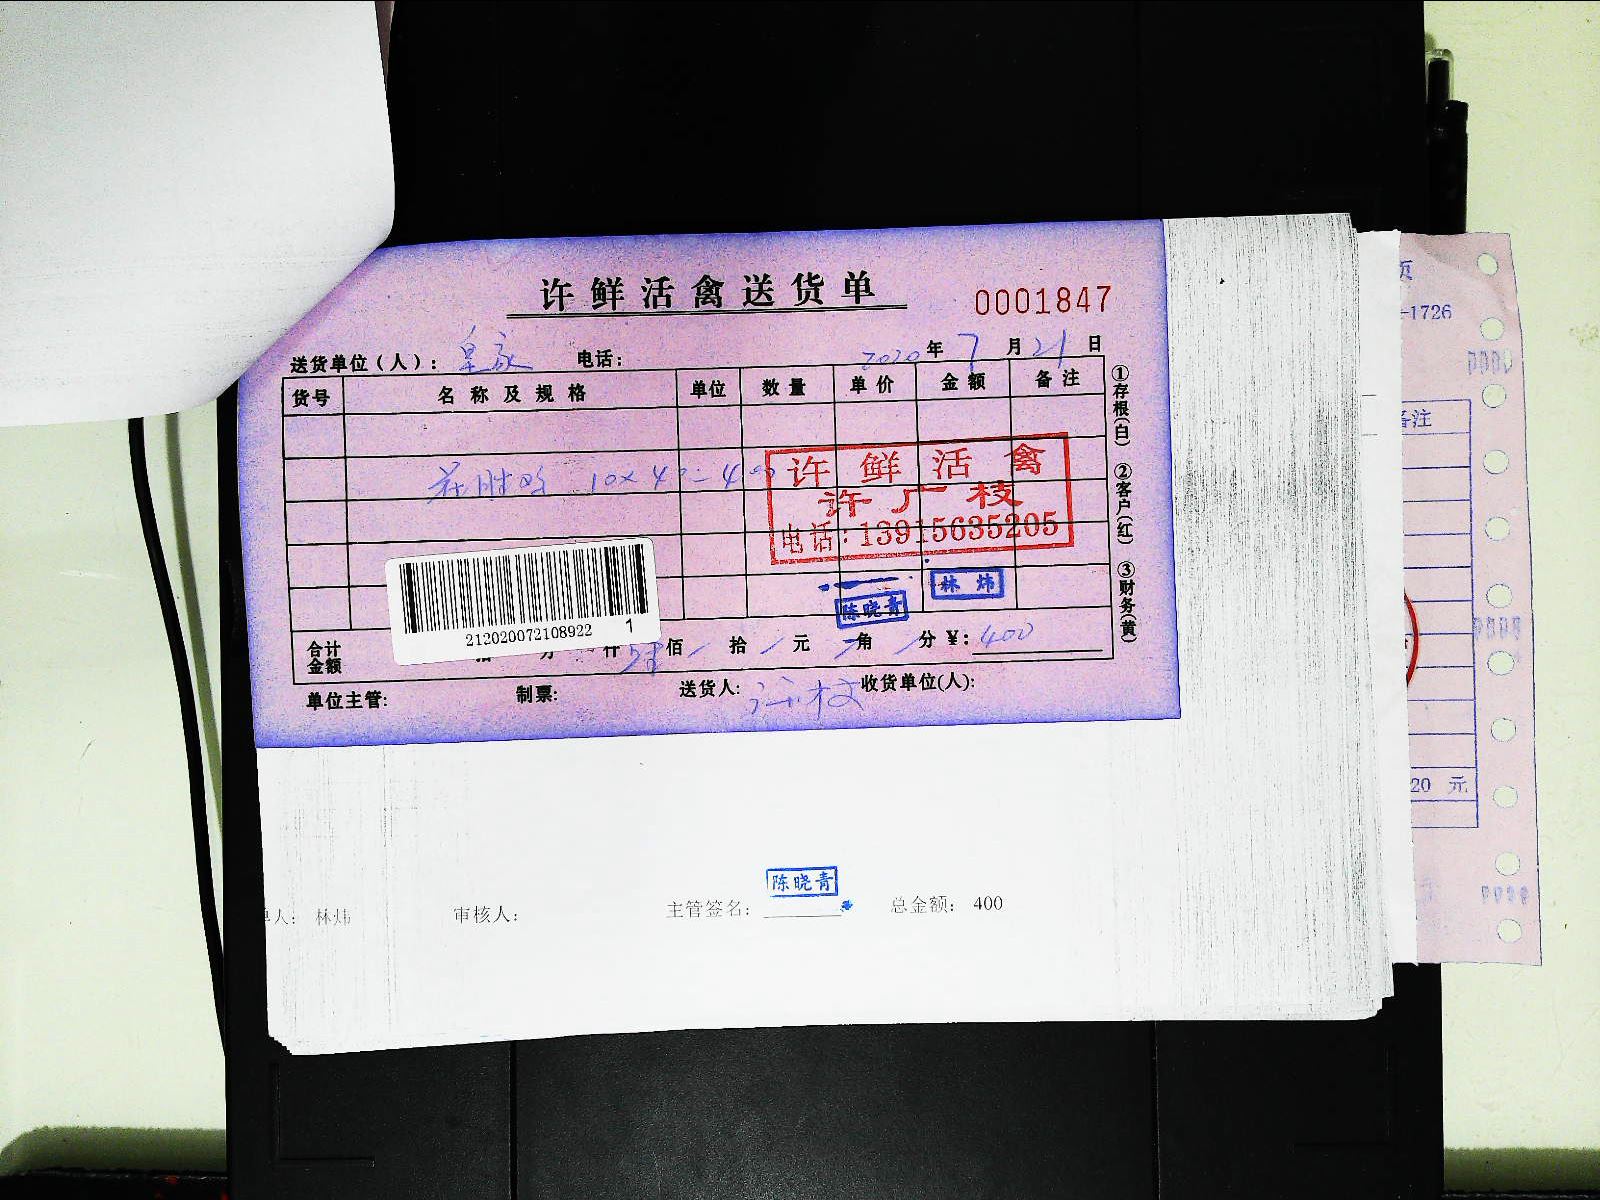 许鲜活禽送货单
0001847
送货单位(人): 皇家 电话: 2020年7月21日
货号 名称及规格 单位 数量 单价 金额 备注
10×40=400
许鲜活禽
许广枝
电话:13915635205
林炜
陈晓青
212020072108922 1
合计金额 仟 佰 拾 元 角 分 ¥: 400
单位主管: 制票: 送货人: 许枝 收货单位(人):
①存根(白) ②客户(红) ③财务(黄)
陈晓青
人: 林炜 审核人: 主管签名: 总金额: 400
页
-1726
备注
20 元